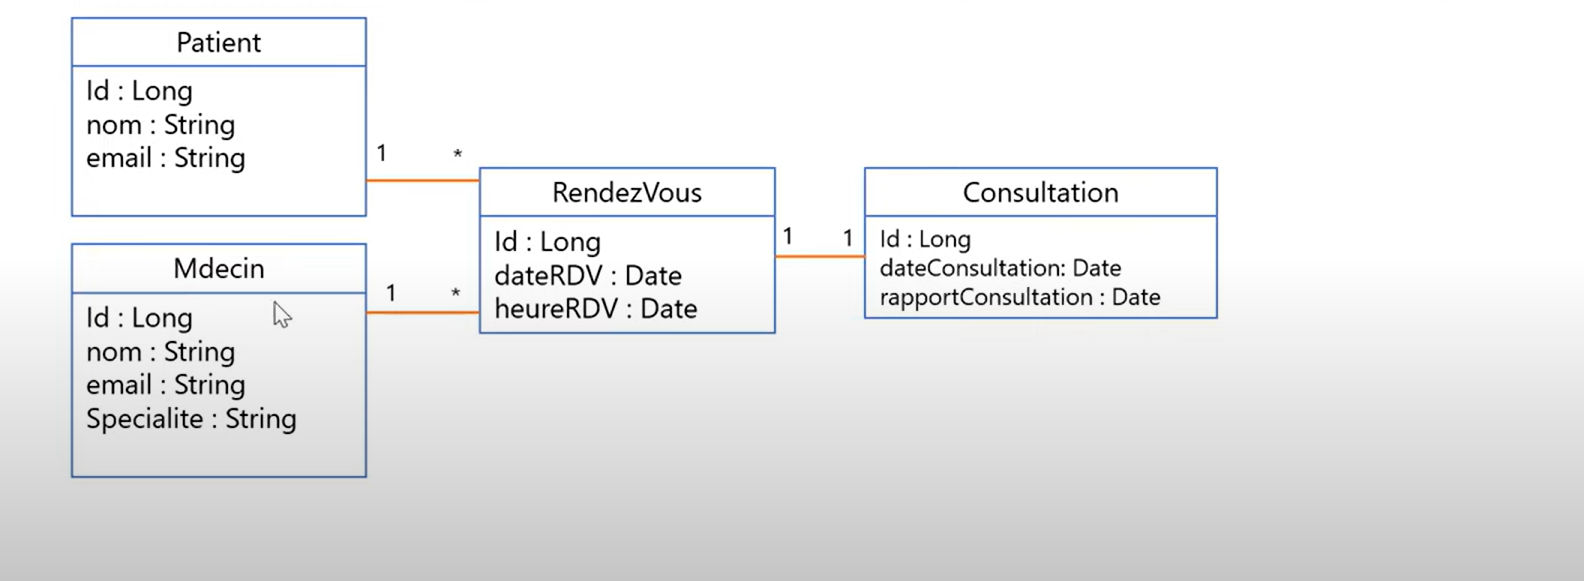 Patient
Id : Long
nom : String
email : String
1 *
Mdecin
Id : Long
nom : String
email : String
Specialite : String
1 *
RendezVous
Id : Long
dateRDV : Date
heureRDV : Date
1 1
Consultation
Id : Long
dateConsultation: Date
rapportConsultation : Date